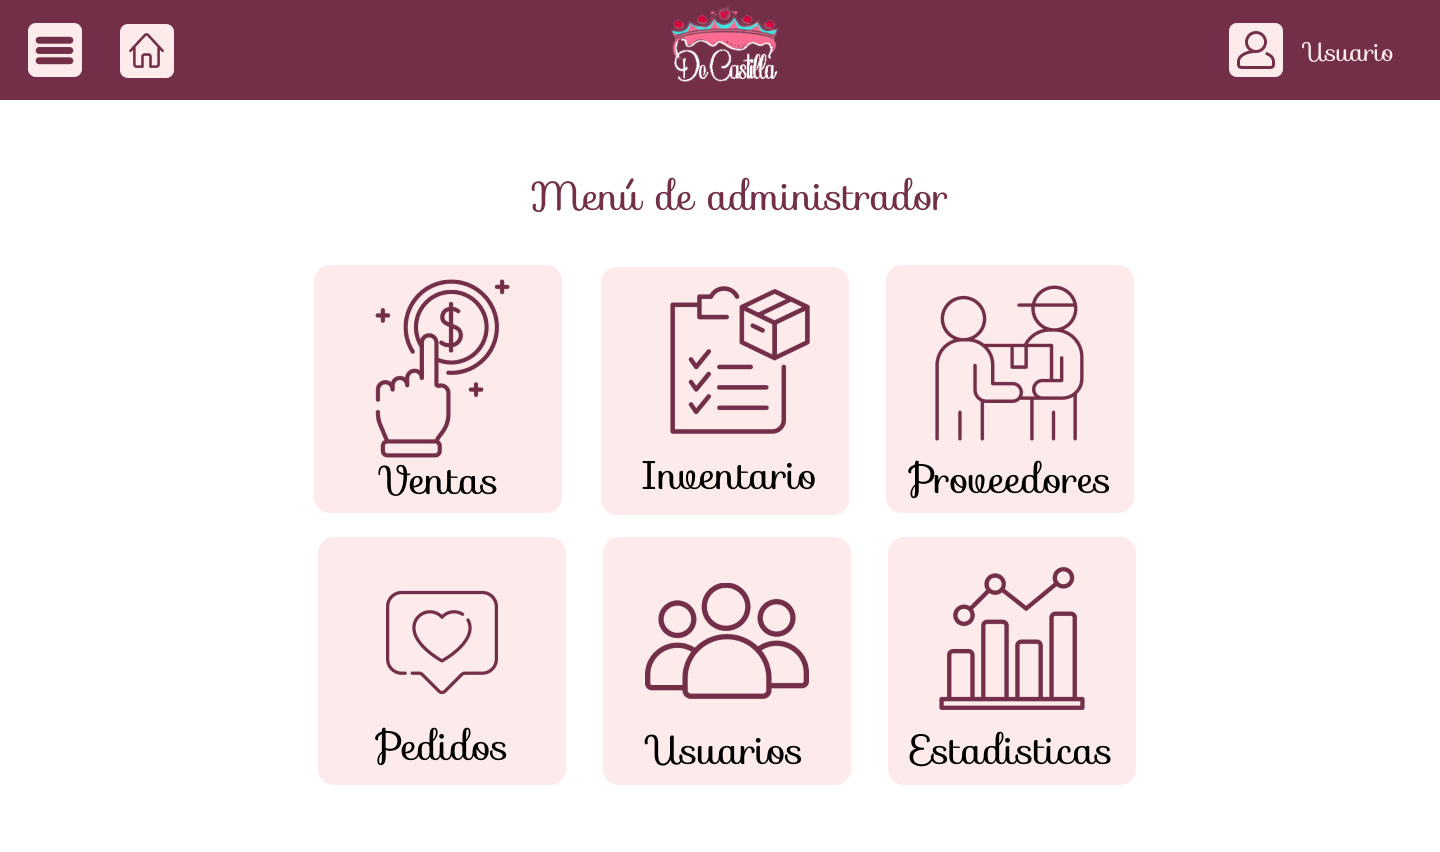 De Castilla
Usuario
Menú de administrador
$
Ventas
Inventario
Proveedores
Pedidos
Usuarios
Estadisticas